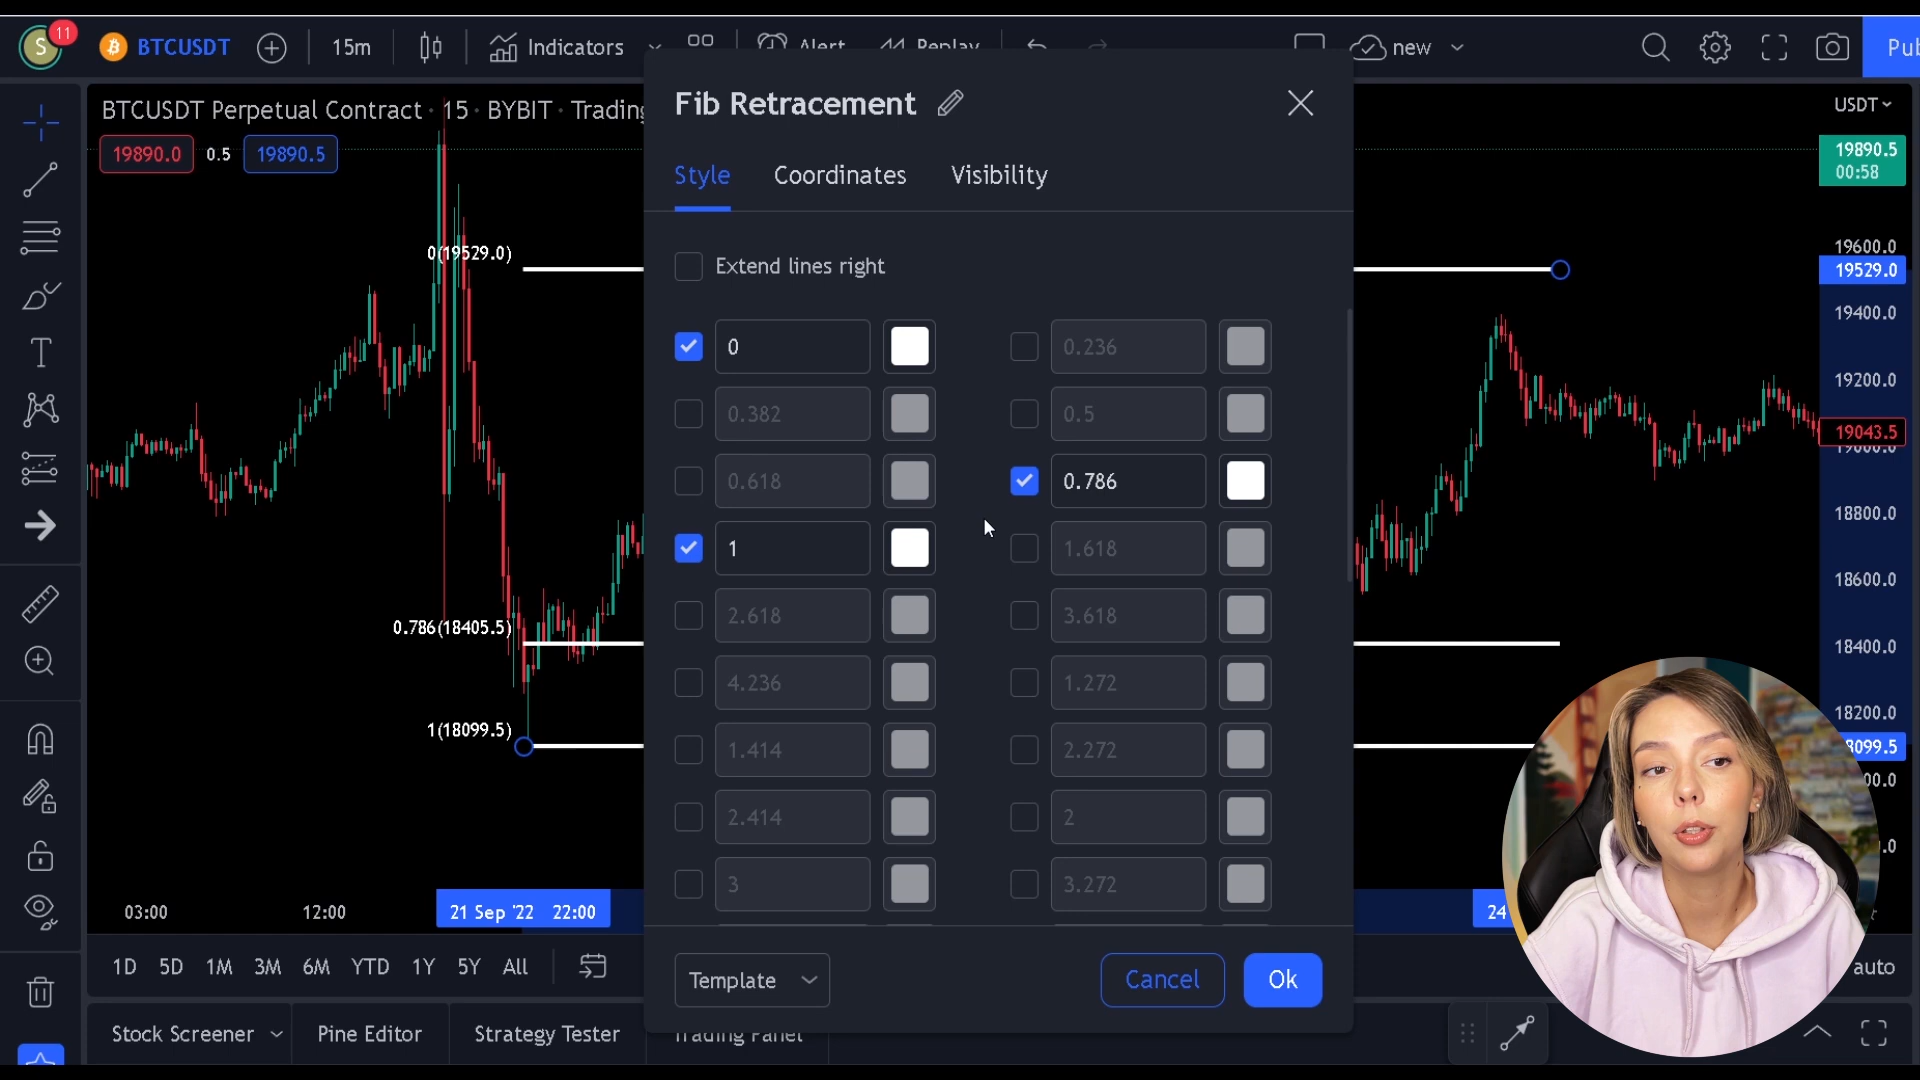 S
11
BTCUSDT
15m
Indicators
Alert
Replay
new
BTCUSDT Perpetual Contract · 15 · BYBIT · Trading
19890.0
0.5
19890.5
USDT
19890.5
00:58
19600.0
19529.0
19400.0
19200.0
19043.5
19000.0
18800.0
18600.0
18400.0
18200.0
0(19529.0)
0.786(18405.5)
1(18099.5)
Fib Retracement
Style
Coordinates
Visibility
Extend lines right
0
0.236
0.382
0.5
0.618
0.786
1
1.618
2.618
3.618
4.236
1.272
1.414
2.272
2.414
2
3
3.272
Template
Cancel
Ok
03:00
12:00
21 Sep '22 22:00
24
1D
5D
1M
3M
6M
YTD
1Y
5Y
All
auto
Stock Screener
Pine Editor
Strategy Tester
Trading Panel